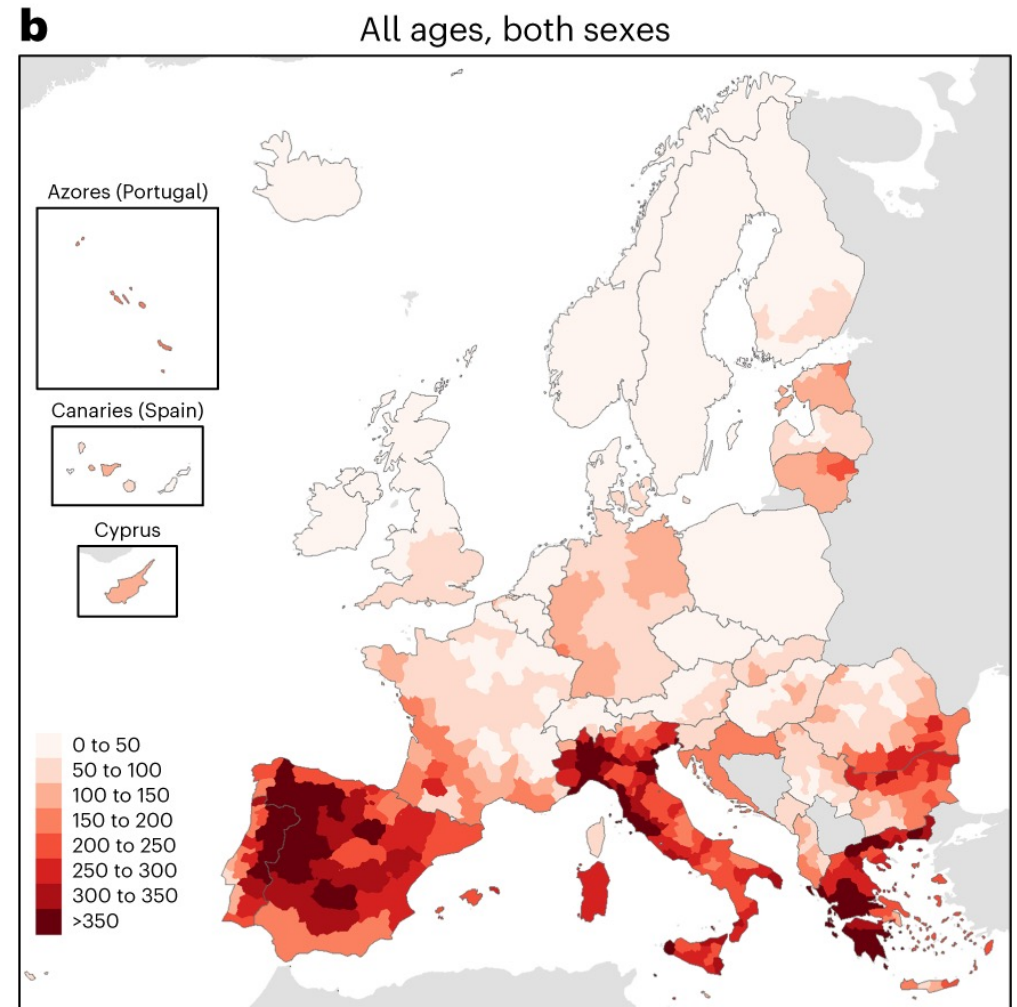 b
All ages, both sexes
Azores (Portugal)
Canaries (Spain)
Cyprus
0 to 50
50 to 100
100 to 150
150 to 200
200 to 250
250 to 300
300 to 350
>350